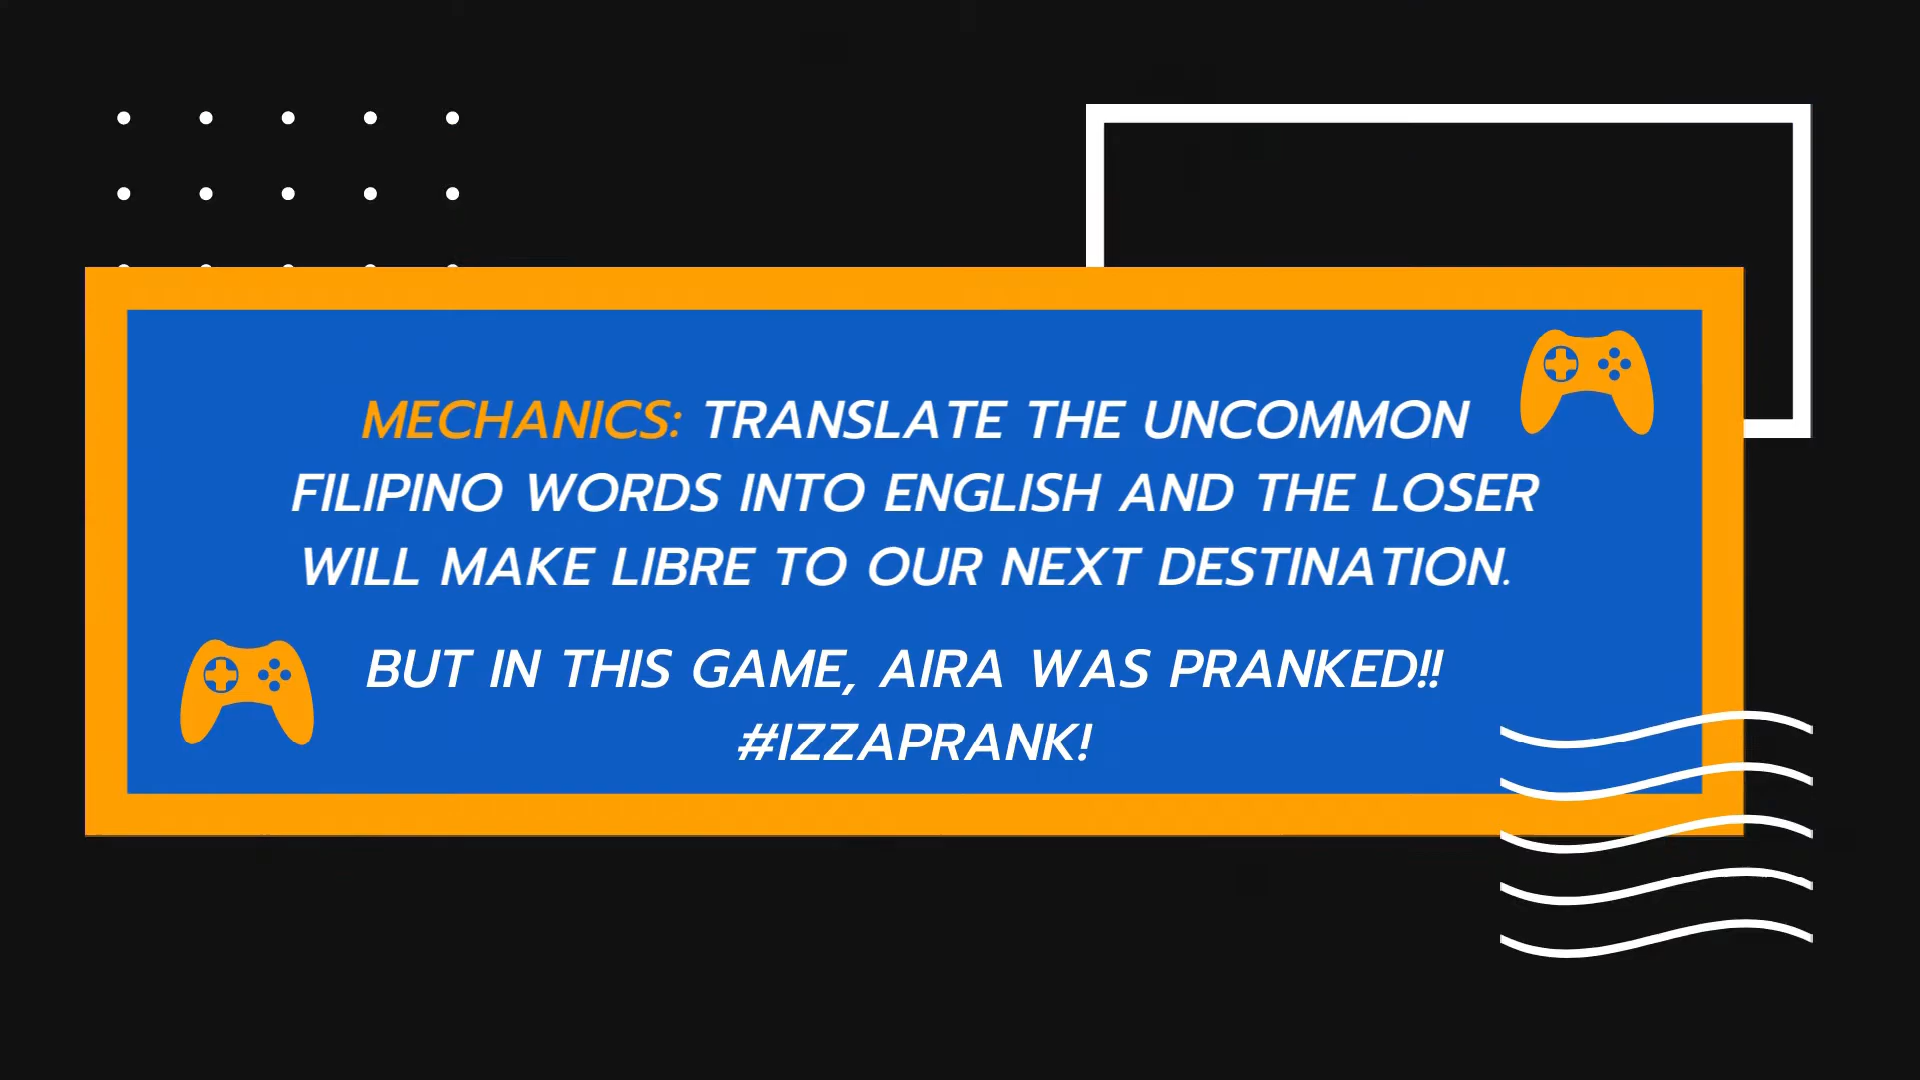 MECHANICS: TRANSLATE THE UNCOMMON
FILIPINO WORDS INTO ENGLISH AND THE LOSER
WILL MAKE LIBRE TO OUR NEXT DESTINATION.
BUT IN THIS GAME, AIRA WAS PRANKED!!
#IZZAPRANK!